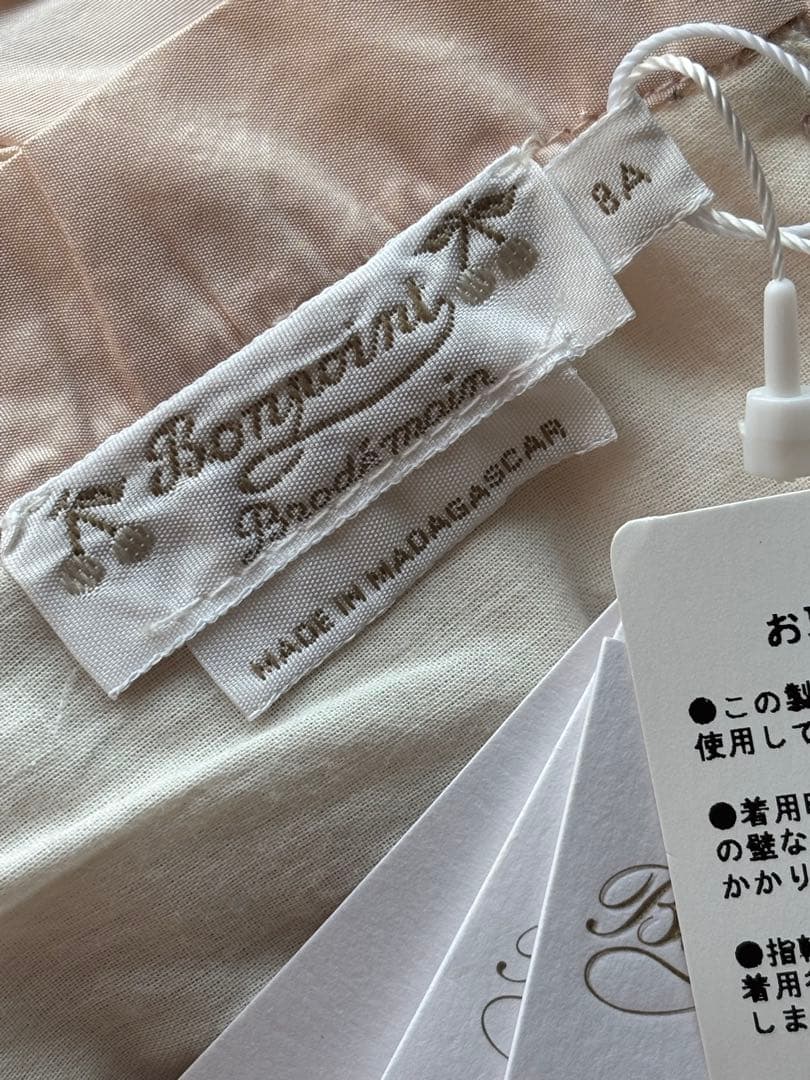 8A
Bonpoint
Brodé main
MADE IN MADAGASCAR
お
●この製
使用して
●着用
の壁な
かかり
●指輪
着用
しま
B